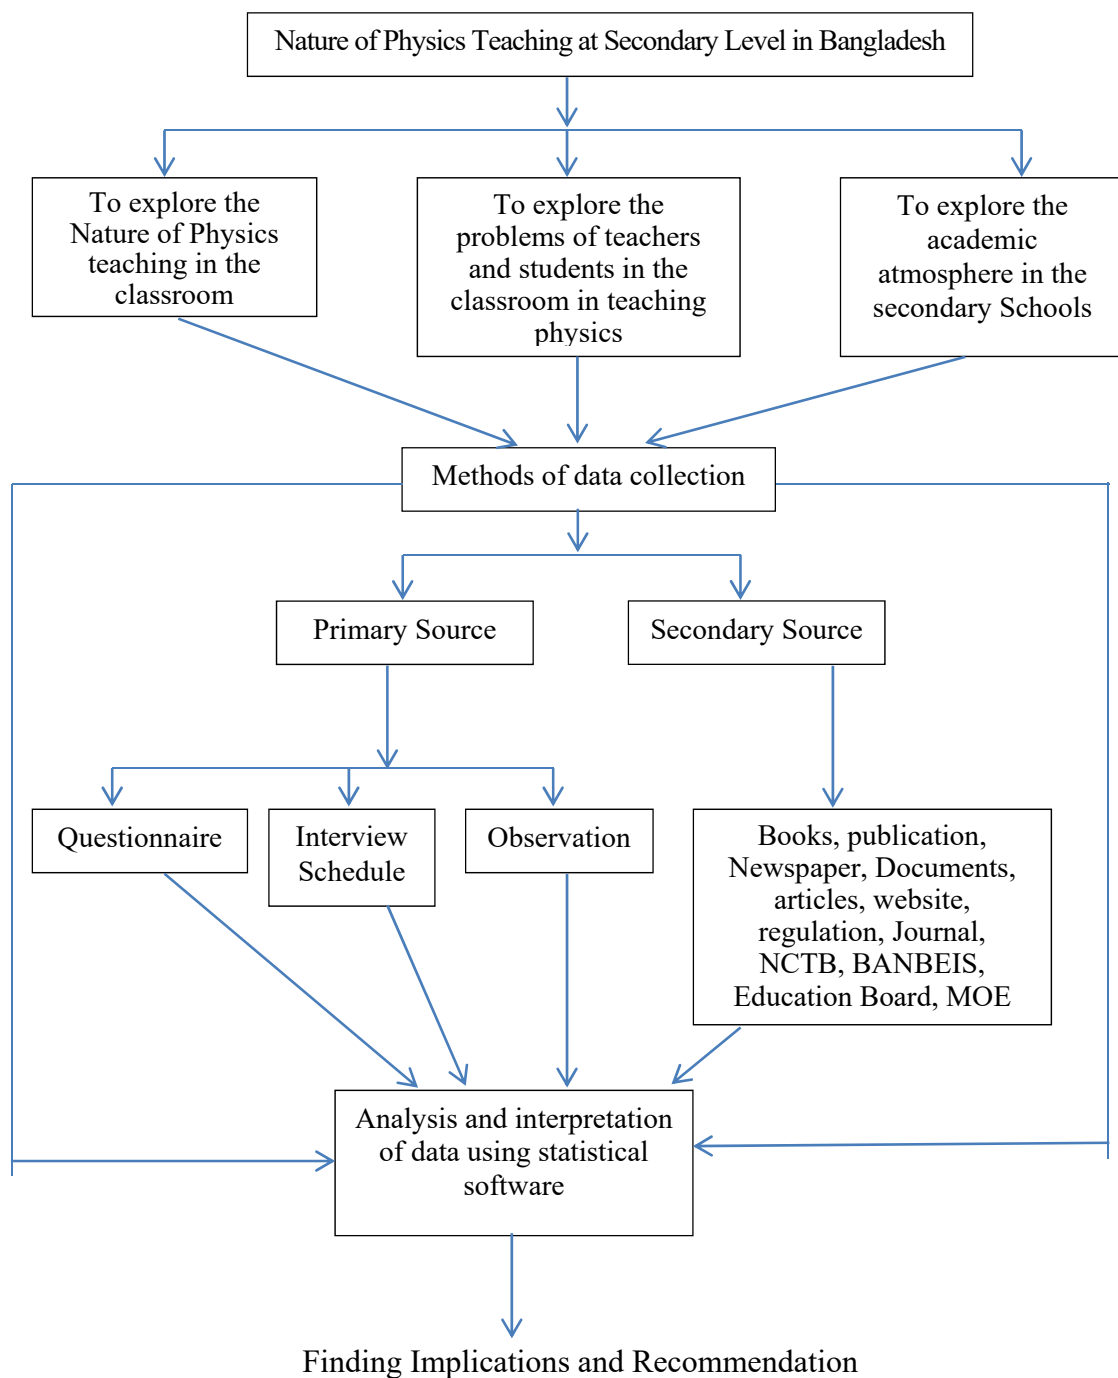 Nature of Physics Teaching at Secondary Level in Bangladesh
To explore the
Nature of Physics
teaching in the
classroom
To explore the
problems of teachers
and students in the
classroom in teaching
physics
To explore the
academic
atmosphere in the
secondary Schools
Methods of data collection
Primary Source
Secondary Source
Questionnaire
Interview
Schedule
Observation
Books, publication,
Newspaper, Documents,
articles, website,
regulation, Journal,
NCTB, BANBEIS,
Education Board, MOE
Analysis and interpretation
of data using statistical
software
Finding Implications and Recommendation